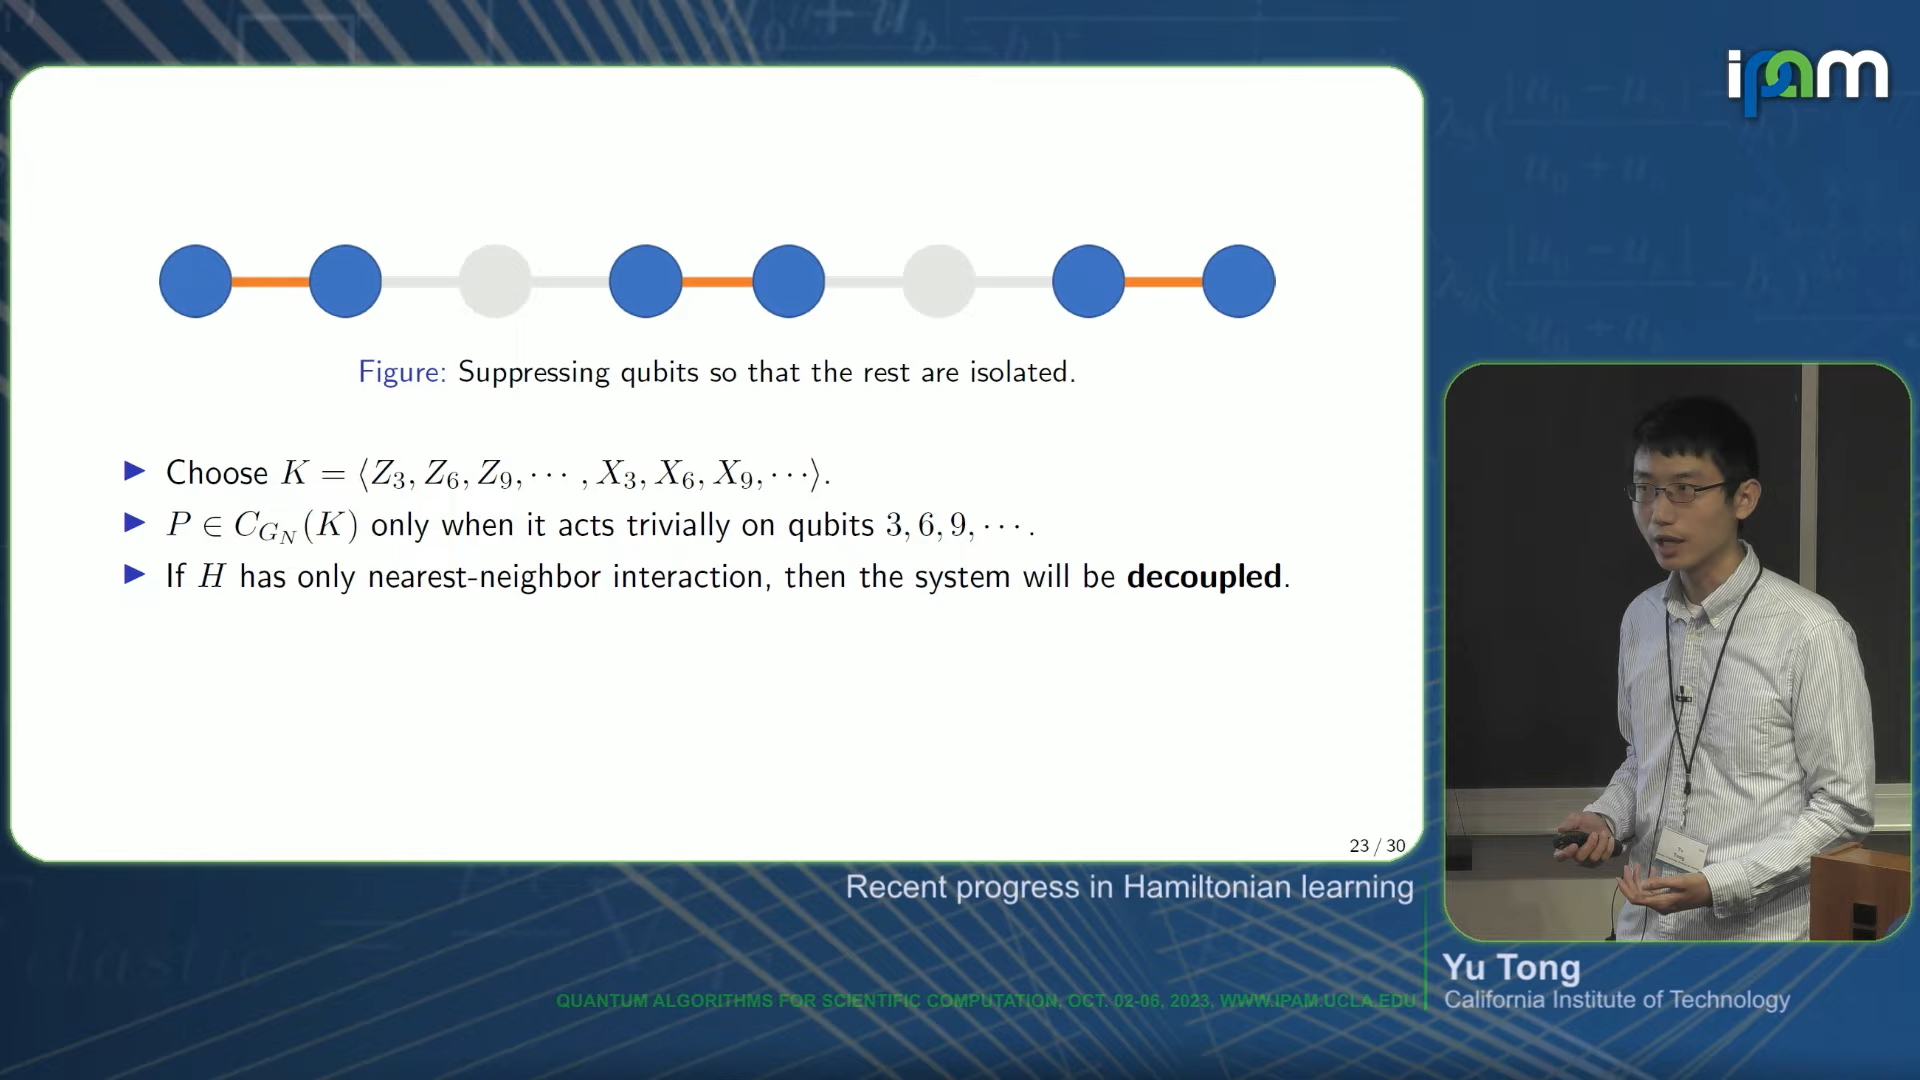 ipam
Figure: Suppressing qubits so that the rest are isolated.
▶ Choose K = ⟨Z₃, Z₆, Z₉, ⋯ , X₃, X₆, X₉, ⋯⟩.
▶ P ∈ C_{G_N}(K) only when it acts trivially on qubits 3, 6, 9, ⋯ .
▶ If H has only nearest-neighbor interaction, then the system will be decoupled.
23 / 30
Recent progress in Hamiltonian learning
Yu Tong
California Institute of Technology
QUANTUM ALGORITHMS FOR SCIENTIFIC COMPUTATION, OCT. 02-06, 2023, WWW.IPAM.UCLA.EDU
Yu
Tong